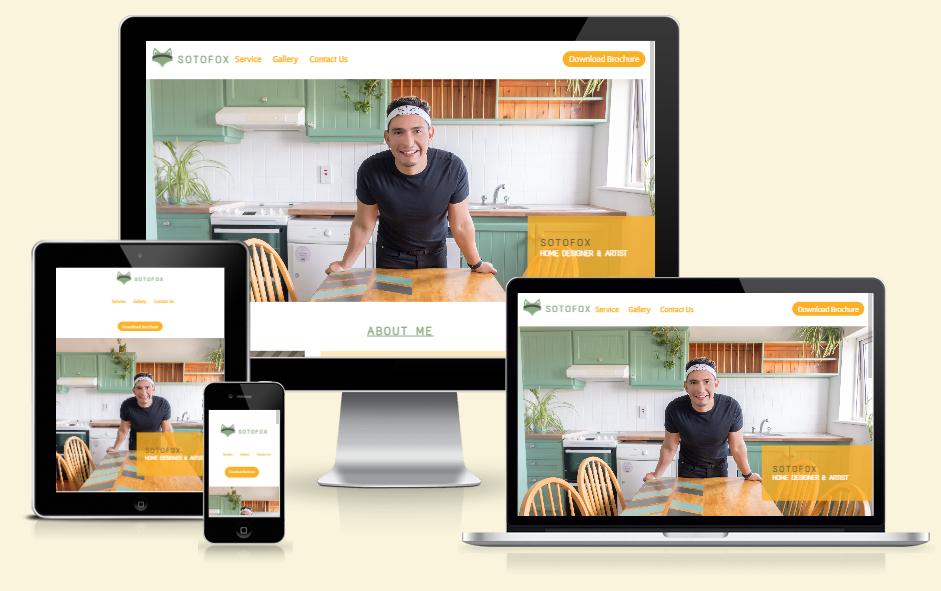 SOTOFOX Service Gallery Contact Us Download Brochure
SOTOFOX
HOME DESIGNER & ARTIST
ABOUT ME
SOTOFOX
Service Gallery Contact Us
Download Brochure
SOTOFOX
HOME DESIGNER & ARTIST
SOTOFOX
Service Gallery Contact Us
Download Brochure
SOTOFOX Service Gallery Contact Us Download Brochure
SOTOFOX
HOME DESIGNER & ARTIST